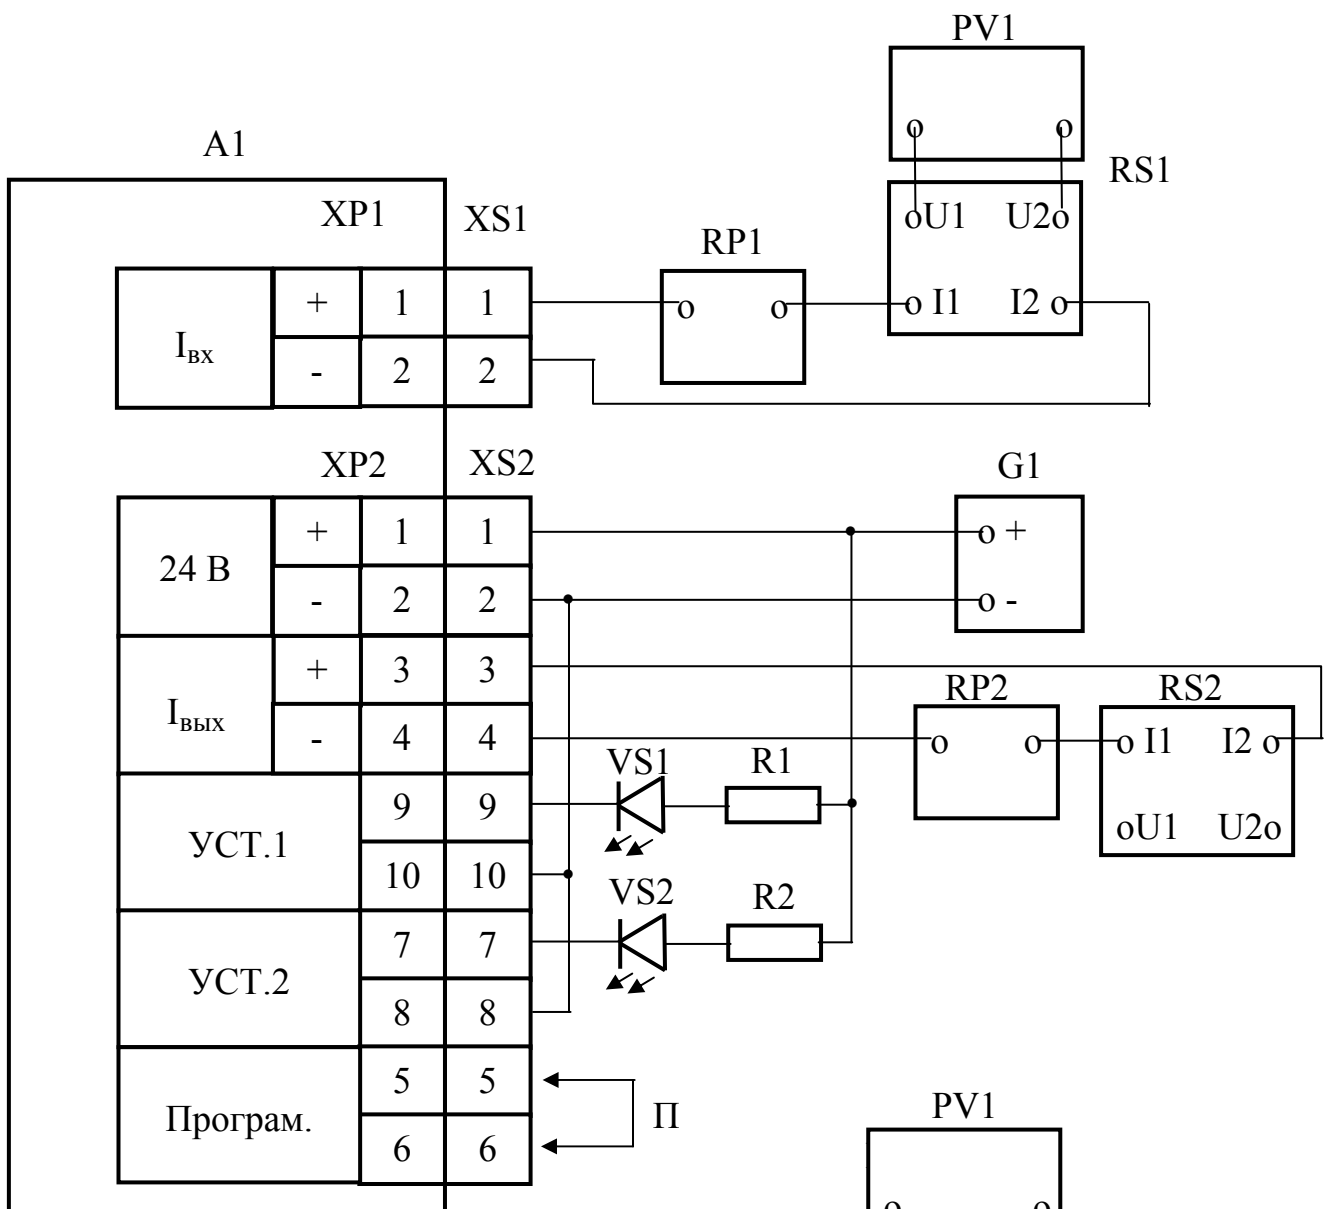 PV1
A1
RS1
XP1 XS1
oU1 U2o
RP1
Iвх + 1 1
o o
o I1 I2 o
- 2 2
XP2 XS2
G1
24 В + 1 1
o +
- 2 2
o -
Iвых + 3 3
RP2 RS2
- 4 4
o o
o I1 I2 o
VS1 R1
УСТ.1 9 9
oU1 U2o
10 10
VS2 R2
УСТ.2 7 7
8 8
Програм. 5 5
П
PV1
6 6
o o